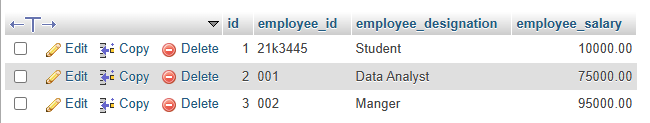 id employee_id employee_designation employee_salary
Edit Copy Delete 1 21k3445 Student 10000.00
Edit Copy Delete 2 001 Data Analyst 75000.00
Edit Copy Delete 3 002 Manger 95000.00